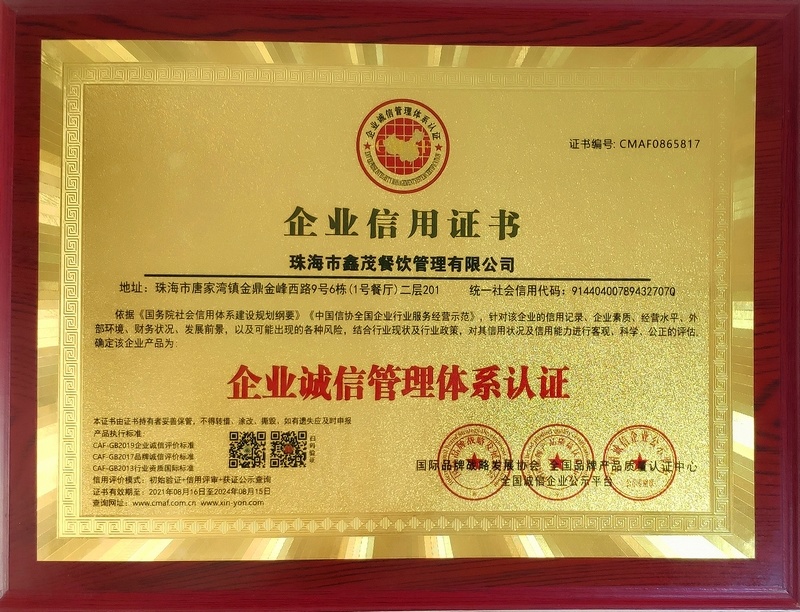 企业诚信管理体系认证
证书编号: CMAF0865817
企业信用证书
珠海市鑫茂餐饮管理有限公司
地址：珠海市唐家湾镇金鼎金峰西路9号6栋(1号餐厅)二层201 统一社会信用代码：91440400789432707Q
依据《国务院社会信用体系建设规划纲要》《中国信协全国企业行业服务经营示范》，针对该企业的信用记录、企业素质、经营水平、外
部环境、财务状况、发展前景，以及可能出现的各种风险，结合行业现状及行业政策，对其信用状况及信用能力进行客观、科学、公正的评估,
确定该企业产品为:
企业诚信管理体系认证
本证书由证书持有者妥善保管，不得转借、涂改、撕毁、如有遗失应及时申报
产品执行标准:
CAF-GB2019企业诚信评价标准
CAF-GB2017品牌诚信评价标准
CAF-GB2013行业资质国际标准
信用评价模式：初始验证+信用评审+获证公示查询
证书有效期至：2021年08月16日至2024年08月15日
查询网址：www.cmaf.com.cn www.xin-yon.com
扫码验证
国际品牌战略发展协会 全国品牌产品质量认证中心
全国诚信企业公示平台